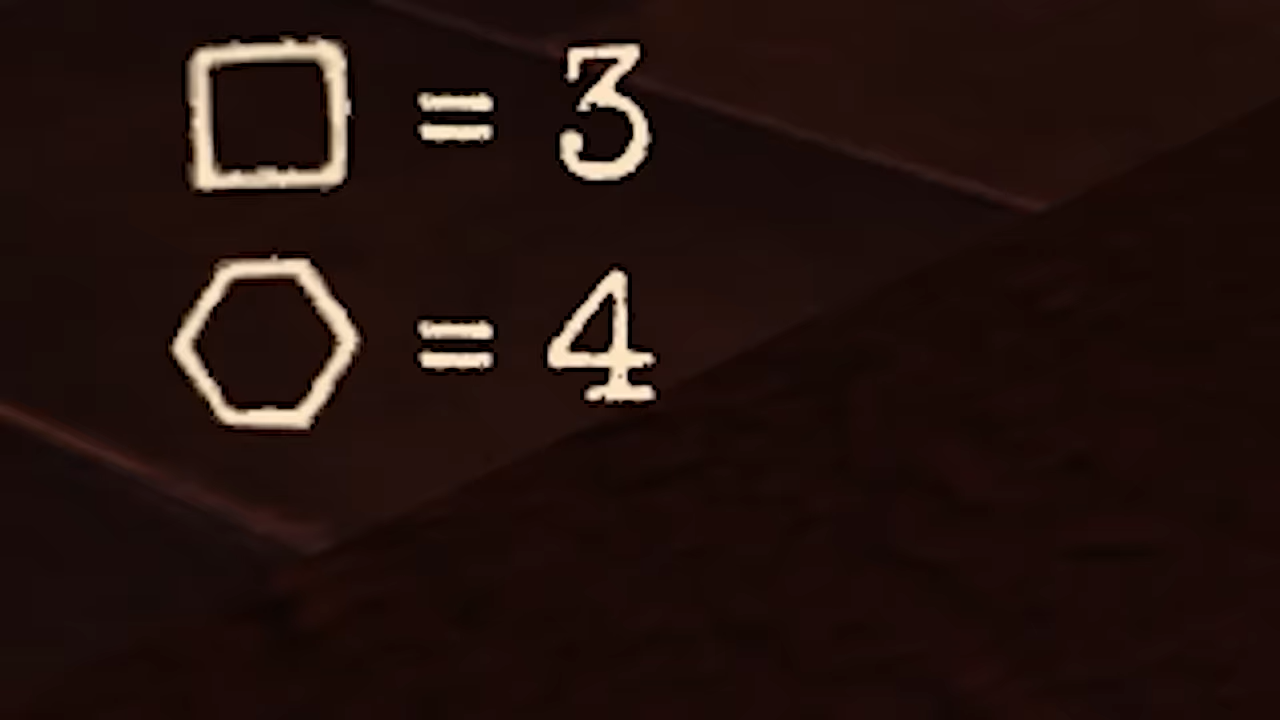 □ = 3
⬡ = 4